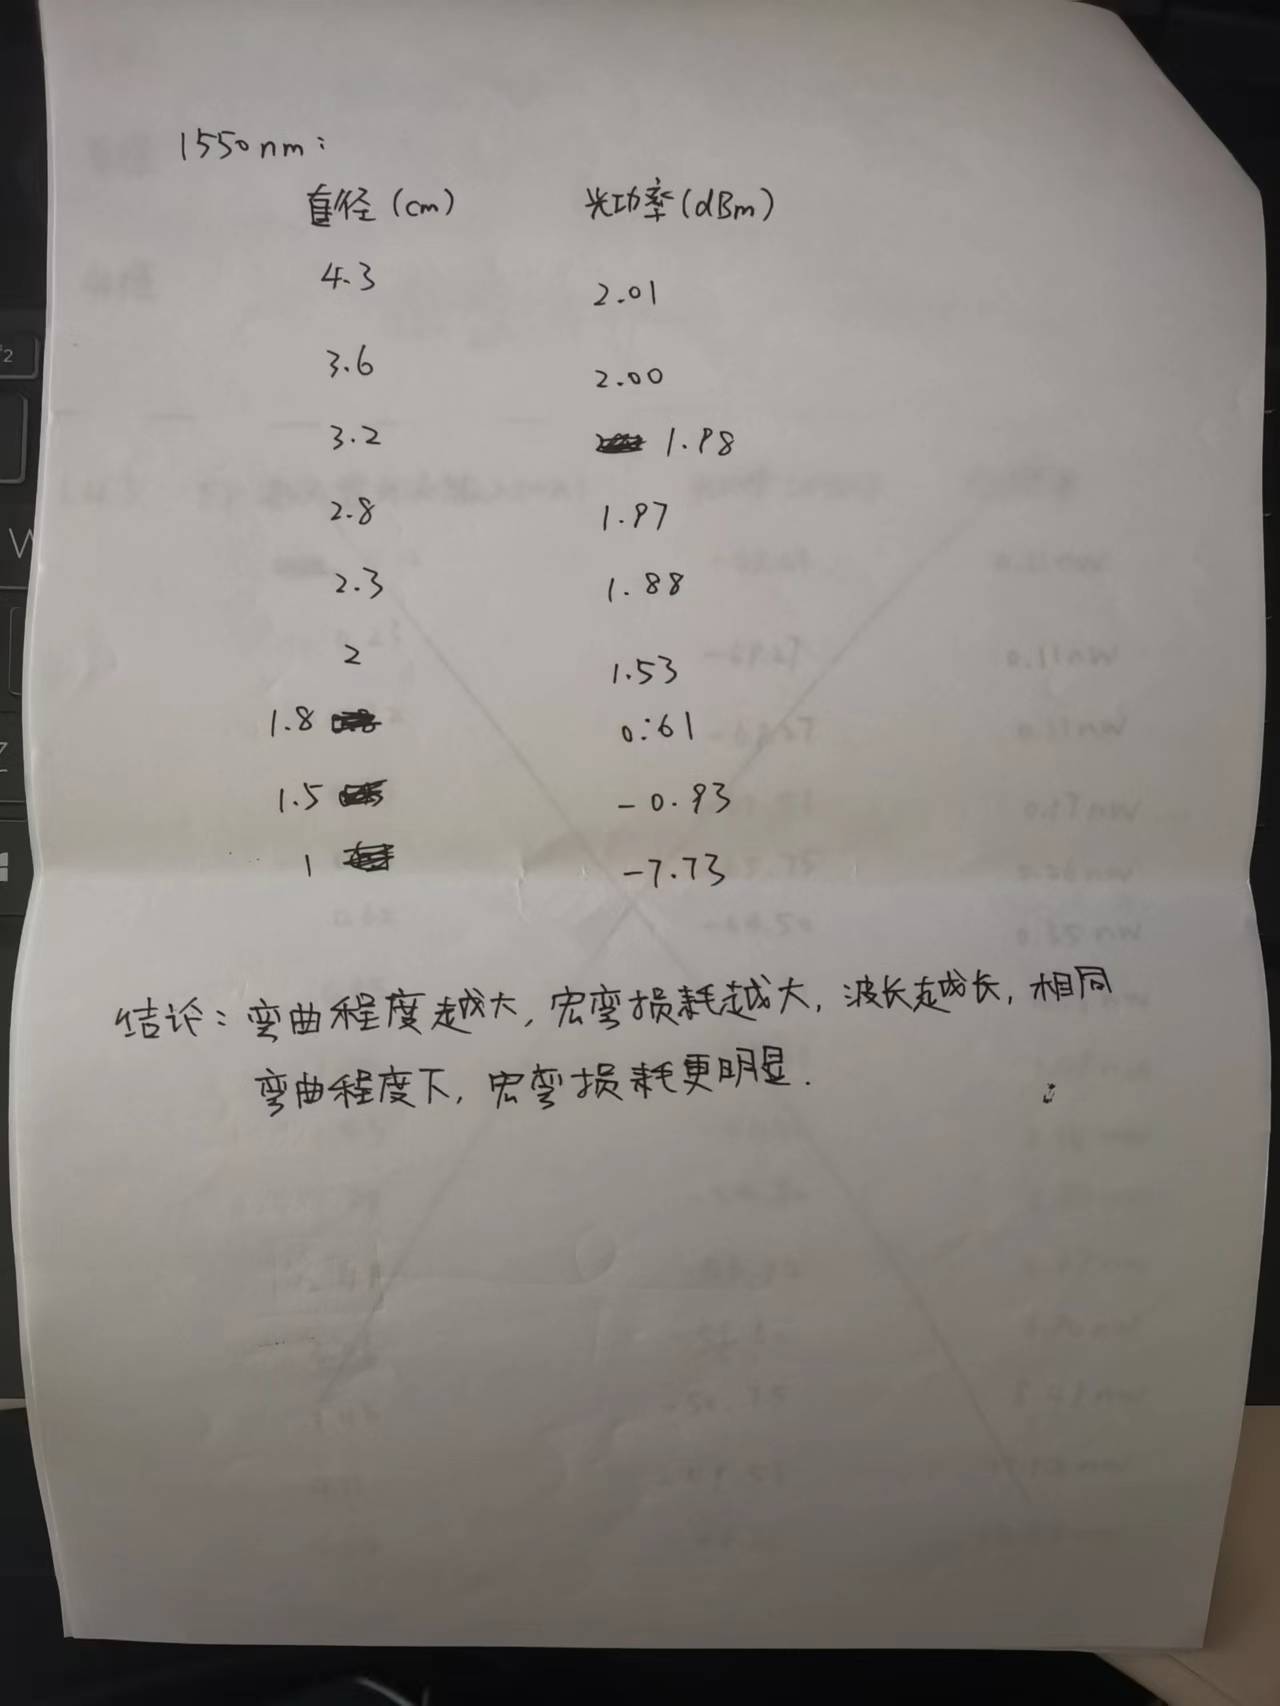 1550nm：
直径(cm) 光功率(dBm)
4.3 2.01
3.6 2.00
3.2 1.98
2.8 1.97
2.3 1.88
2 1.53
1.8 0.61
1.5 -0.93
1 -7.73
结论：弯曲程度越大，宏弯损耗越大，波长越长，相同
弯曲程度下，宏弯损耗更明显.